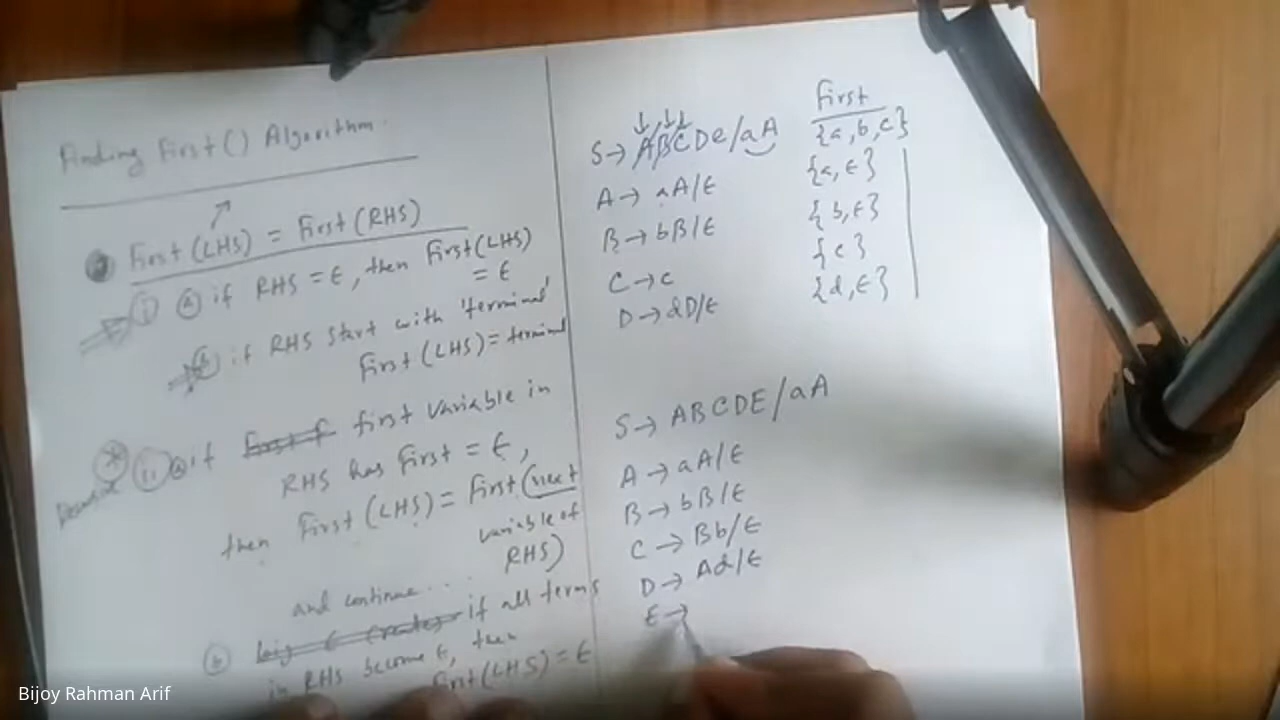 Finding First() Algorithm.
First(LHS) = First(RHS)
i a if RHS = ε, then First(LHS)
= ε
b if RHS start with 'terminal',
First(LHS) = terminal
* ii a if first variable in
RHS has First = ε,
then First(LHS) = First(next
variable of
RHS)
and continue...
b if all terms
in RHS become ε, then
First(LHS) = ε
First
S → ABCDe/aA {a,b,c}
A → aA/ε {a,ε}
B → bB/ε {b,ε}
C → c {c}
D → dD/ε {d,ε}
S → ABCDE/aA
A → aA/ε
B → bB/ε
C → Bb/ε
D → Ad/ε
E →
Bijoy Rahman Arif